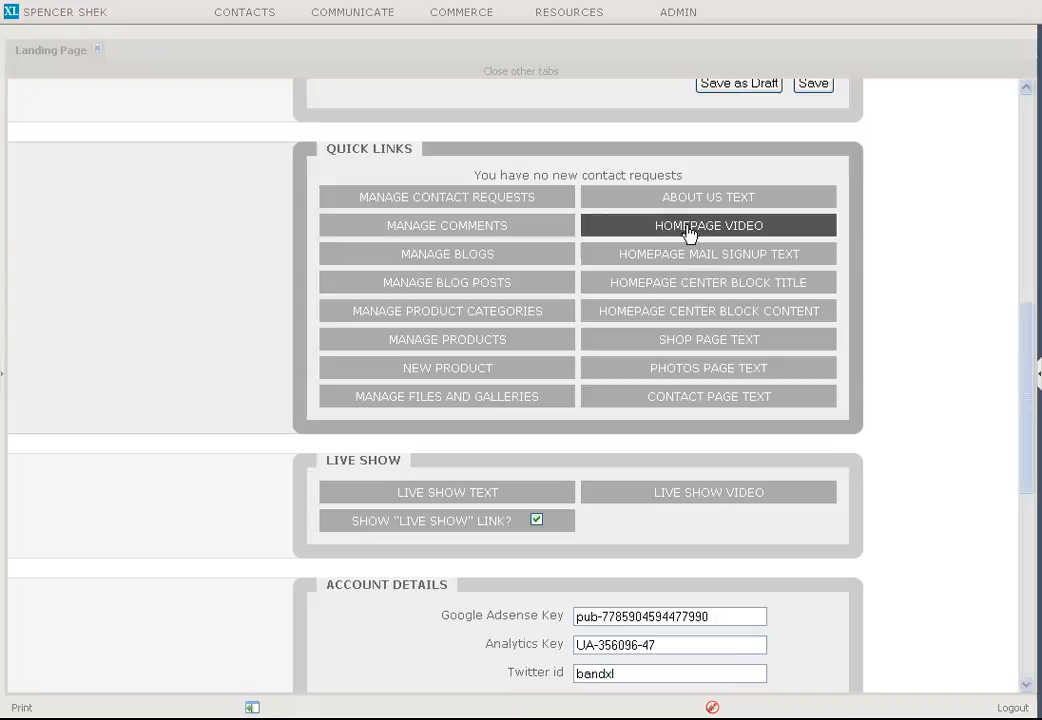 XL SPENCER SHEK CONTACTS COMMUNICATE COMMERCE RESOURCES ADMIN
Landing Page
Close other tabs
Save as Draft Save
QUICK LINKS
You have no new contact requests
MANAGE CONTACT REQUESTS ABOUT US TEXT
MANAGE COMMENTS HOMEPAGE VIDEO
MANAGE BLOGS HOMEPAGE MAIL SIGNUP TEXT
MANAGE BLOG POSTS HOMEPAGE CENTER BLOCK TITLE
MANAGE PRODUCT CATEGORIES HOMEPAGE CENTER BLOCK CONTENT
MANAGE PRODUCTS SHOP PAGE TEXT
NEW PRODUCT PHOTOS PAGE TEXT
MANAGE FILES AND GALLERIES CONTACT PAGE TEXT
LIVE SHOW
LIVE SHOW TEXT LIVE SHOW VIDEO
SHOW "LIVE SHOW" LINK?
ACCOUNT DETAILS
Google Adsense Key pub-7785904594477990
Analytics Key UA-356096-47
Twitter id bandxl
Print Logout